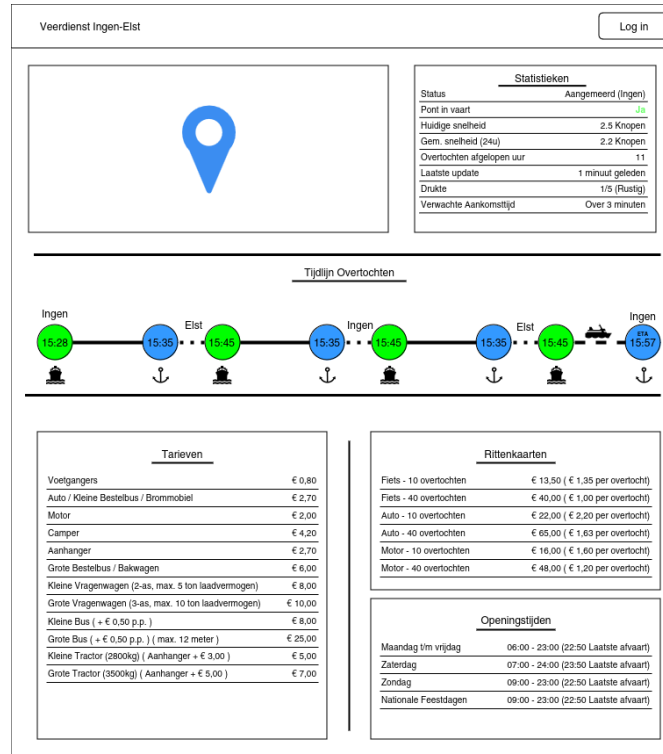 Veerdienst Ingen-Elst
Log in
Statistieken
Status Aangemeerd (Ingen)
Pont in vaart Ja
Huidige snelheid 2.5 Knopen
Gem. snelheid (24u) 2.2 Knopen
Overtochten afgelopen uur 11
Laatste update 1 minuut geleden
Drukte 1/5 (Rustig)
Verwachte Aankomsttijd Over 3 minuten
Tijdlijn Overtochten
Ingen Elst Ingen Elst Ingen
ETA
15:28 15:35 15:45 15:35 15:45 15:35 15:45 15:57
Tarieven
Voetgangers € 0,80
Auto / Kleine Bestelbus / Brommobiel € 2,70
Motor € 2,00
Camper € 4,20
Aanhanger € 2,70
Grote Bestelbus / Bakwagen € 6,00
Kleine Vragenwagen (2-as, max. 5 ton laadvermogen) € 8,00
Grote Vragenwagen (3-as, max. 10 ton laadvermogen) € 10,00
Kleine Bus ( + € 0,50 p.p. ) € 8,00
Grote Bus ( + € 0,50 p.p. ) ( max. 12 meter ) € 25,00
Kleine Tractor (2800kg) ( Aanhanger + € 3,00 ) € 5,00
Grote Tractor (3500kg) ( Aanhanger + € 5,00 ) € 7,00
Rittenkaarten
Fiets - 10 overtochten € 13,50 ( € 1,35 per overtocht)
Fiets - 40 overtochten € 40,00 ( € 1,00 per overtocht)
Auto - 10 overtochten € 22,00 ( € 2,20 per overtocht)
Auto - 40 overtochten € 65,00 ( € 1,63 per overtocht)
Motor - 10 overtochten € 16,00 ( € 1,60 per overtocht)
Motor - 40 overtochten € 48,00 ( € 1,20 per overtocht)
Openingstijden
Maandag t/m vrijdag 06:00 - 23:00 (22:50 Laatste afvaart)
Zaterdag 07:00 - 24:00 (23:50 Laatste afvaart)
Zondag 09:00 - 23:00 (22:50 Laatste afvaart)
Nationale Feestdagen 09:00 - 23:00 (22:50 Laatste afvaart)